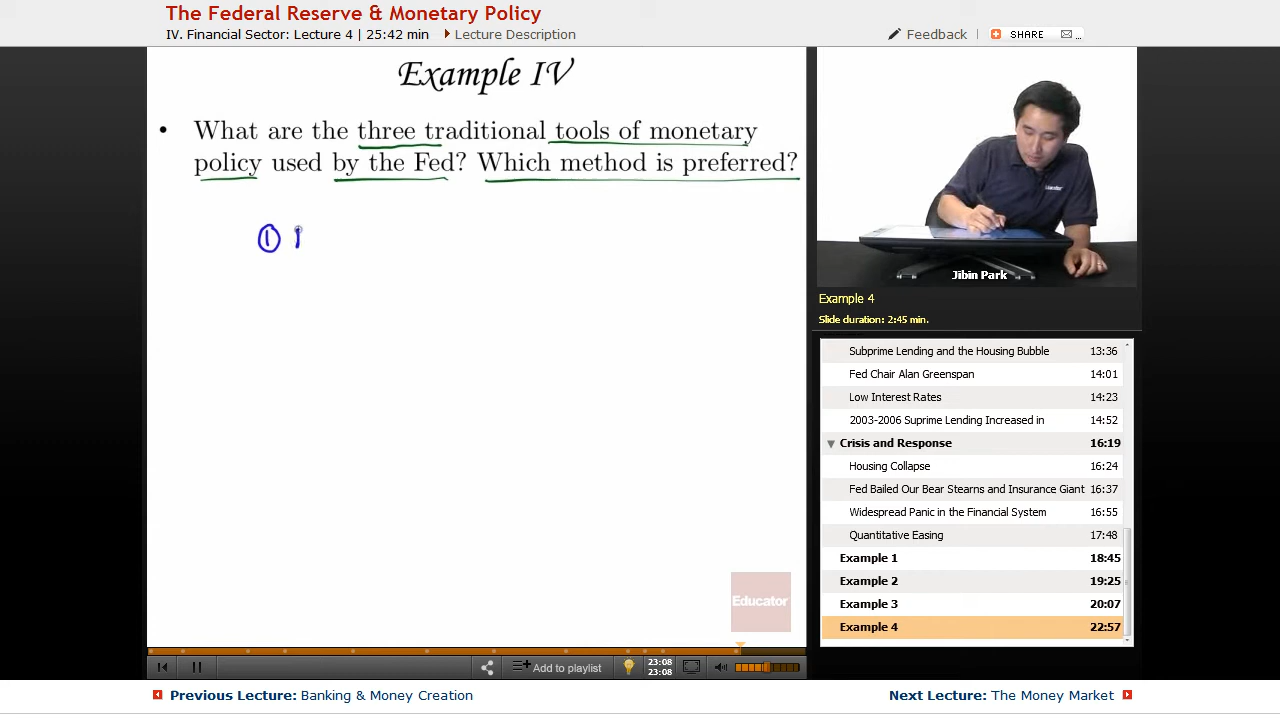 The Federal Reserve & Monetary Policy
IV. Financial Sector: Lecture 4 | 25:42 min
Lecture Description
Feedback
SHARE
Example IV
• What are the three traditional tools of monetary
policy used by the Fed? Which method is preferred?
①
Educator
Jibin Park
Example 4
Slide duration: 2:45 min.
Subprime Lending and the Housing Bubble 13:36
Fed Chair Alan Greenspan 14:01
Low Interest Rates 14:23
2003-2006 Suprime Lending Increased in 14:52
Crisis and Response 16:19
Housing Collapse 16:24
Fed Bailed Our Bear Stearns and Insurance Giant 16:37
Widespread Panic in the Financial System 16:55
Quantitative Easing 17:48
Example 1 18:45
Example 2 19:25
Example 3 20:07
Example 4 22:57
Add to playlist
23:08
23:08
Previous Lecture: Banking & Money Creation
Next Lecture: The Money Market